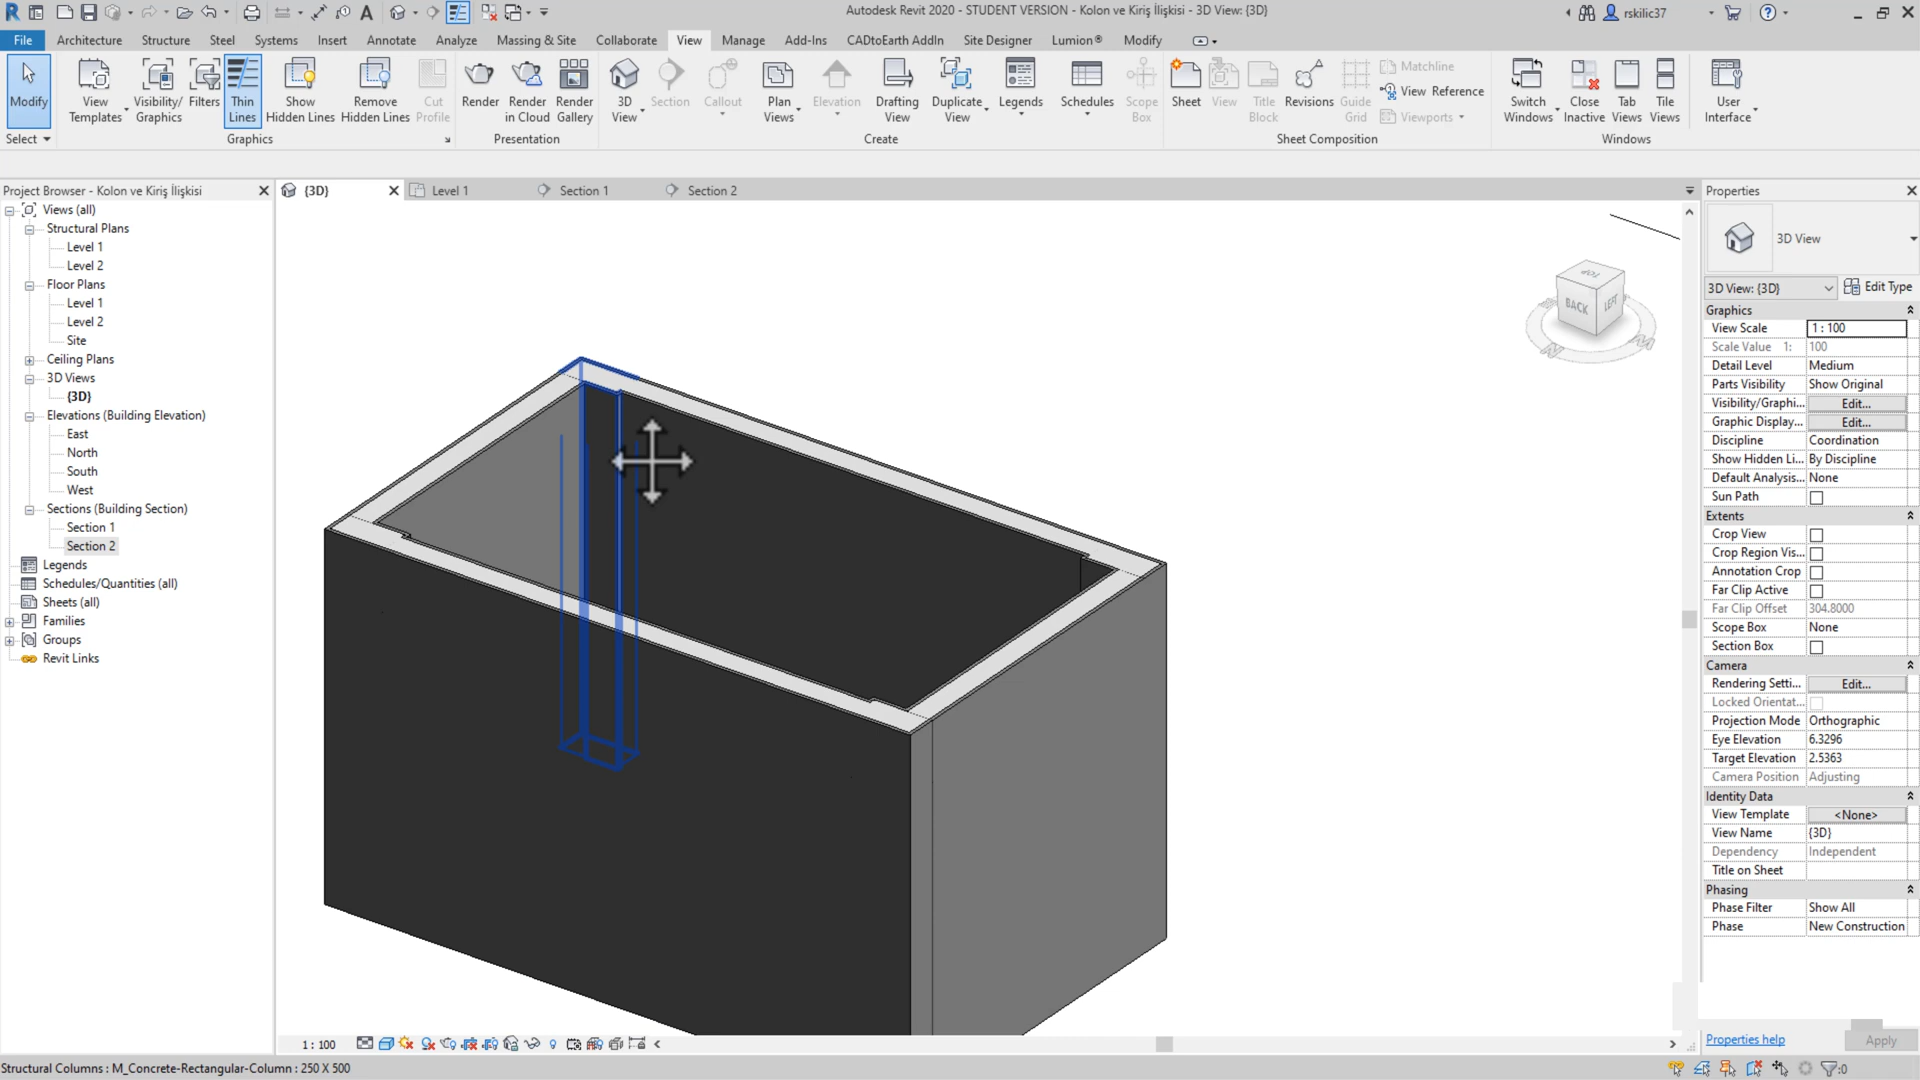 Autodesk Revit 2020 - STUDENT VERSION - Kolon ve Kiriş İlişkisi - 3D View: {3D}
rskilic37
File Architecture Structure Steel Systems Insert Annotate Analyze Massing & Site Collaborate View Manage Add-Ins CADtoEarth AddIn Site Designer Lumion® Modify
Modify
View Templates
Visibility/ Graphics
Filters
Thin Lines
Show Hidden Lines
Remove Hidden Lines
Cut Profile
Render
Render in Cloud
Render Gallery
3D View
Section
Callout
Plan Views
Elevation
Drafting View
Duplicate View
Legends
Schedules
Scope Box
Sheet
View
Title Block
Revisions
Guide Grid
Matchline
View Reference
Viewports
Switch Windows
Close Inactive
Tab Views
Tile Views
User Interface
Select Graphics Presentation Create Sheet Composition Windows
Project Browser - Kolon ve Kiriş İlişkisi
Views (all)
Structural Plans
Level 1
Level 2
Floor Plans
Level 1
Level 2
Site
Ceiling Plans
3D Views
{3D}
Elevations (Building Elevation)
East
North
South
West
Sections (Building Section)
Section 1
Section 2
Legends
Schedules/Quantities (all)
Sheets (all)
Families
Groups
Revit Links
{3D} Level 1 Section 1 Section 2
TOP
BACK
LEFT
N
1 : 100
Properties
3D View
3D View: {3D} Edit Type
Graphics
View Scale 1 : 100
Scale Value 1: 100
Detail Level Medium
Parts Visibility Show Original
Visibility/Graphi... Edit...
Graphic Display... Edit...
Discipline Coordination
Show Hidden Li... By Discipline
Default Analysis... None
Sun Path
Extents
Crop View
Crop Region Vis...
Annotation Crop
Far Clip Active
Far Clip Offset 304.8000
Scope Box None
Section Box
Camera
Rendering Setti... Edit...
Locked Orientat...
Projection Mode Orthographic
Eye Elevation 6.3296
Target Elevation 2.5363
Camera Position Adjusting
Identity Data
View Template <None>
View Name {3D}
Dependency Independent
Title on Sheet
Phasing
Phase Filter Show All
Phase New Construction
Properties help Apply
Structural Columns : M_Concrete-Rectangular-Column : 250 X 500
:0